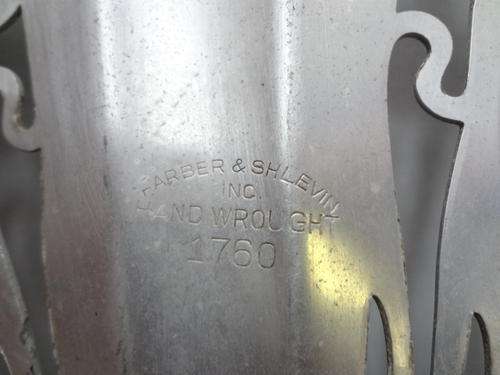 FARBER & SHLEVIN
INC.
HAND WROUGHT
1760